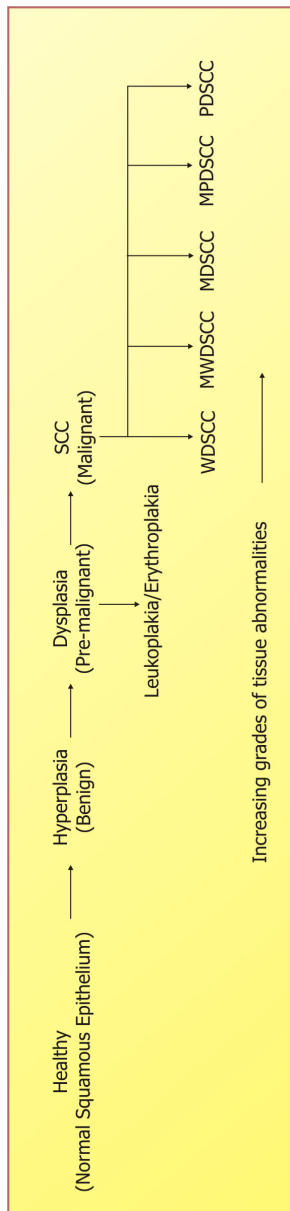 Healthy
(Normal Squamous Epithelium)
Hyperplasia
(Benign)
Dysplasia
(Pre-malignant)
SCC
(Malignant)
Leukoplakia/Erythroplakia
WDSCC
MWDSCC
MDSCC
MPDSCC
PDSCC
Increasing grades of tissue abnormalities